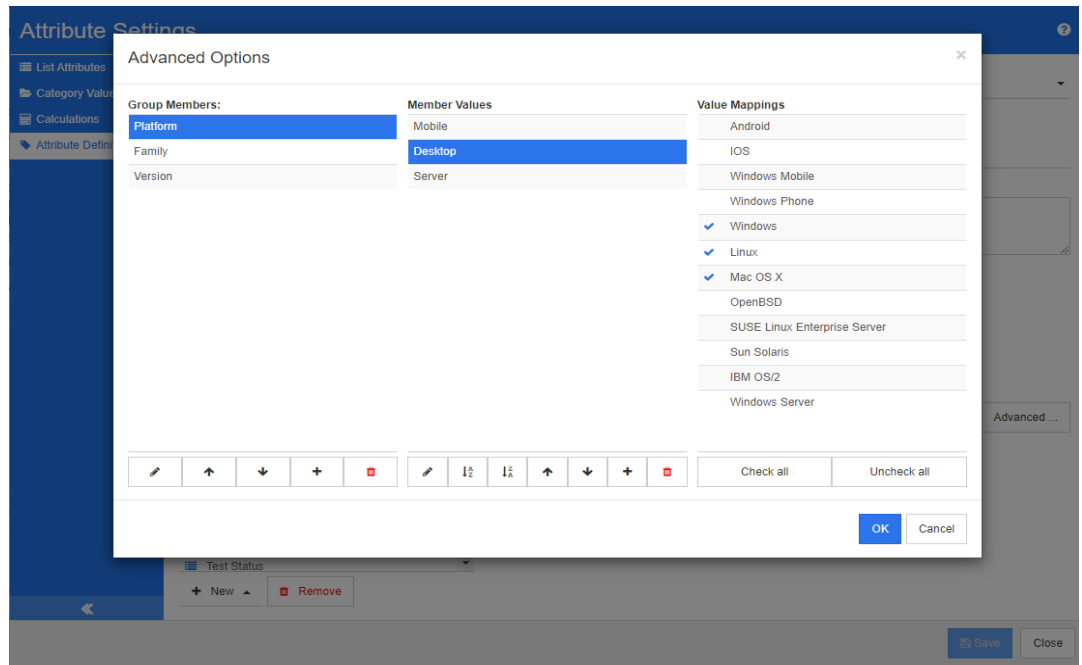 Attribute Settings
List Attributes
Category Value
Calculations
Attribute Defini
Advanced Options
Group Members:
Platform
Family
Version
Member Values
Mobile
Desktop
Server
Value Mappings
Android
IOS
Windows Mobile
Windows Phone
Windows
Linux
Mac OS X
OpenBSD
SUSE Linux Enterprise Server
Sun Solaris
IBM OS/2
Windows Server
Check all
Uncheck all
OK
Cancel
Advanced ...
Test Status
New
Remove
Save
Close